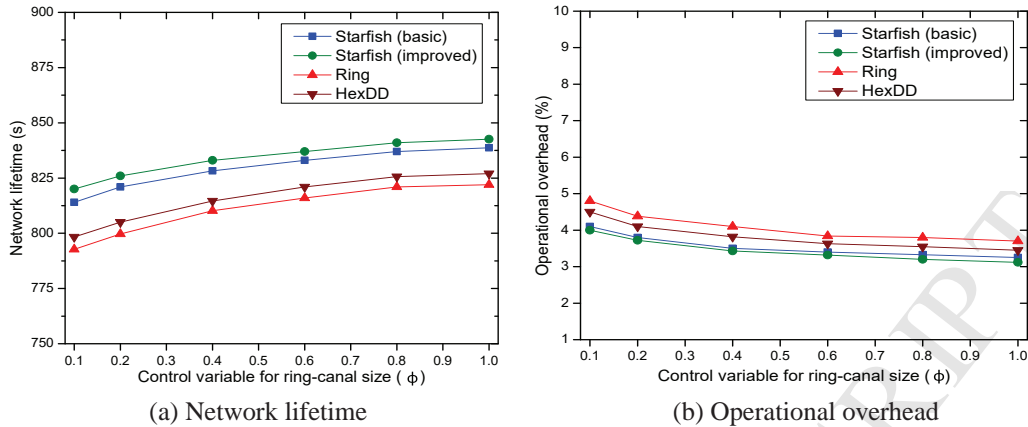 900
875
850
825
800
775
750
Network lifetime (s)
Starfish (basic)
Starfish (improved)
Ring
HexDD
0.1 0.2 0.3 0.4 0.5 0.6 0.7 0.8 0.9 1.0
Control variable for ring-canal size ( ϕ )
(a) Network lifetime
10
9
8
7
6
5
4
3
2
1
Operational overhead (%)
Starfish (basic)
Starfish (improved)
Ring
HexDD
0.1 0.2 0.3 0.4 0.5 0.6 0.7 0.8 0.9 1.0
Control variable for ring-canal size ( ϕ )
(b) Operational overhead
RIPT